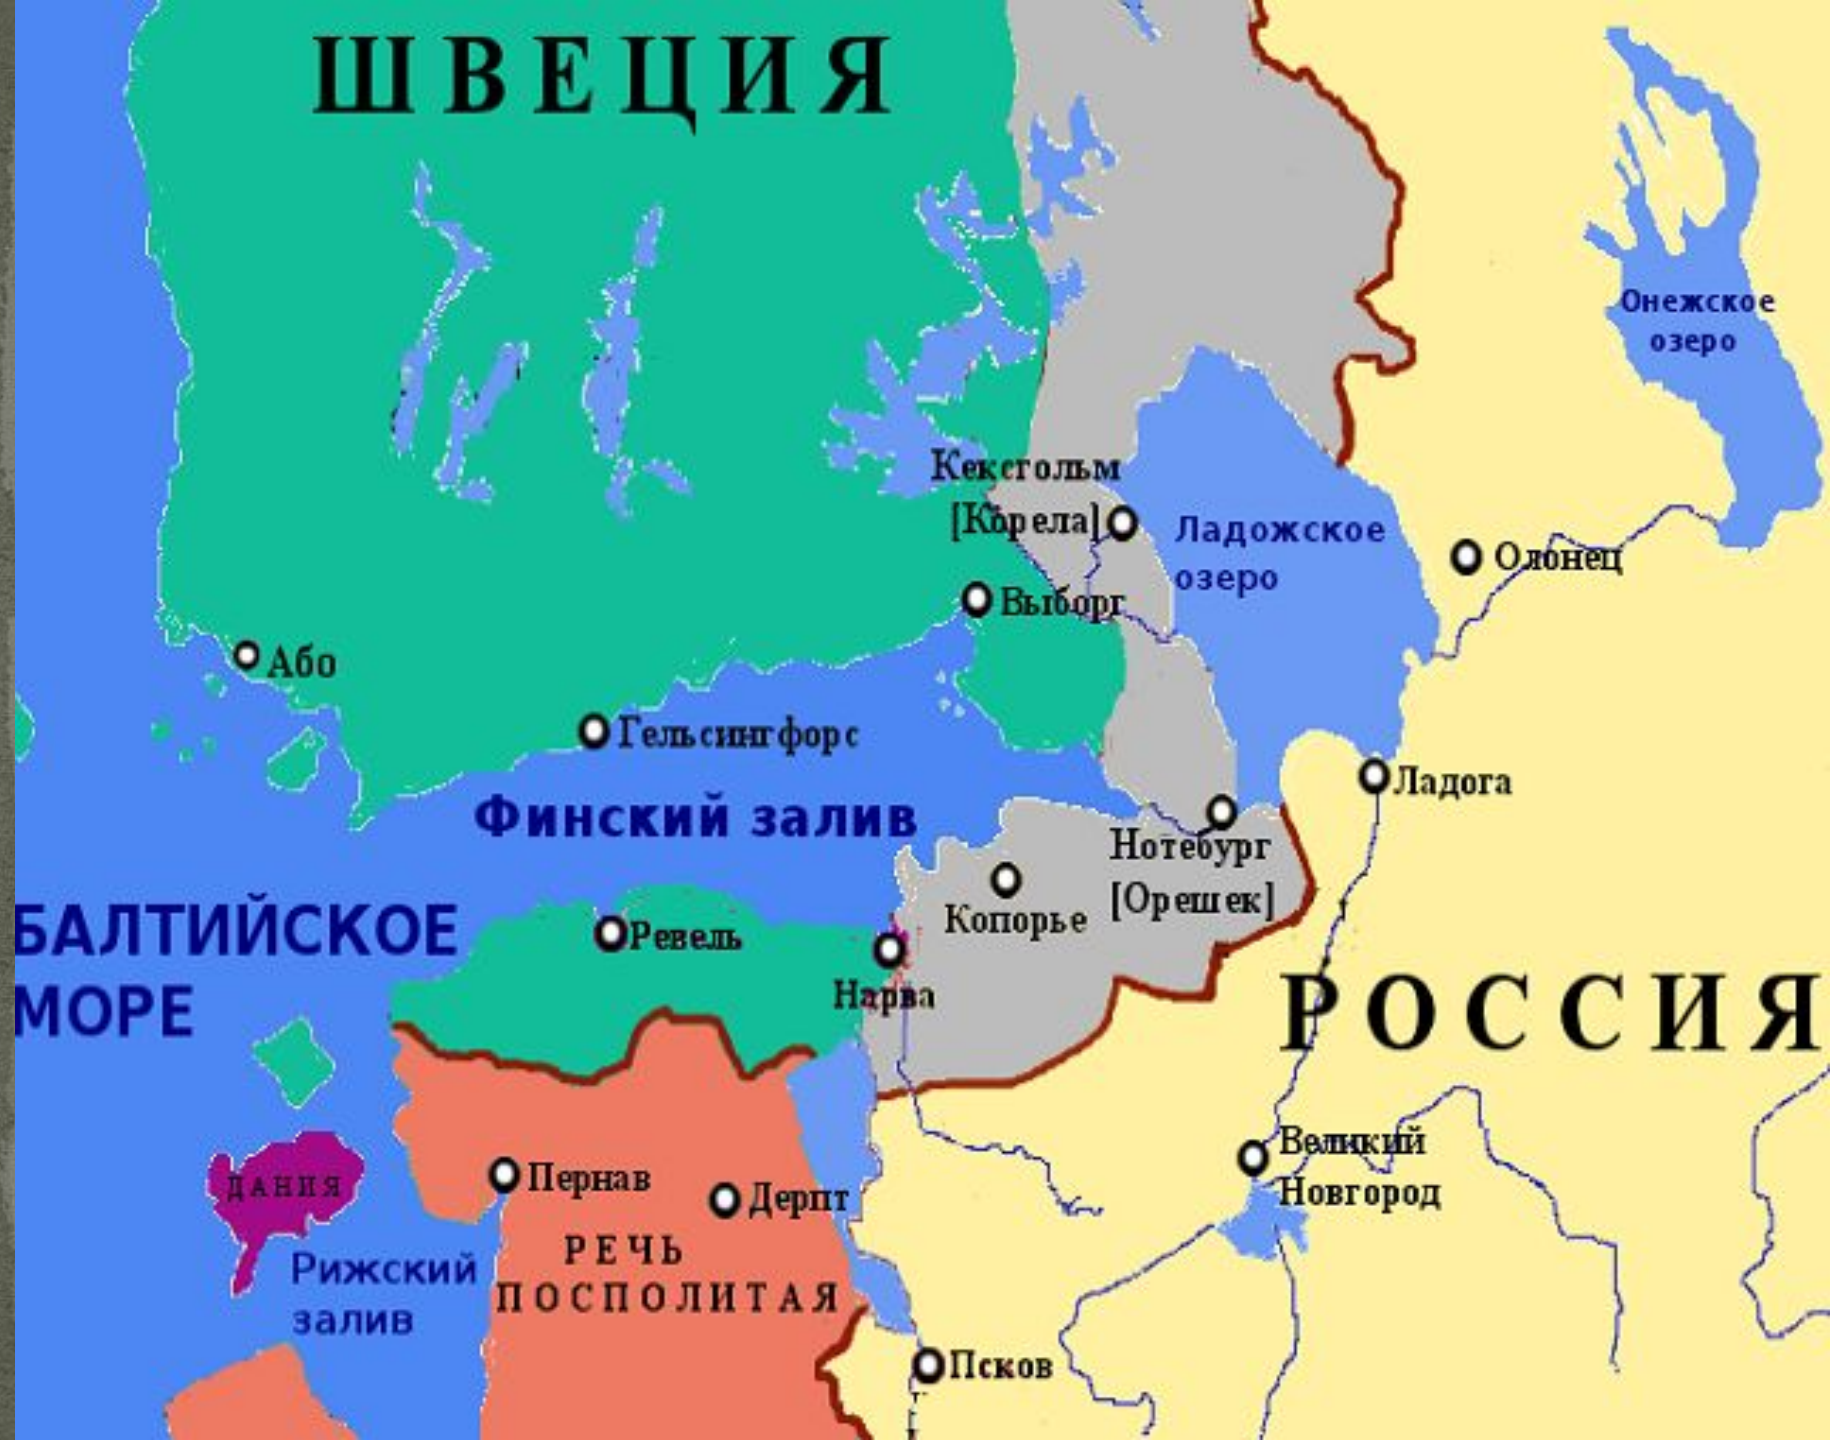 ШВЕЦИЯ
Онежское
озеро
Кексгольм
[Корела]
Ладожское
озеро
Олонец
Выборг
Або
Гельсингфорс
Ладога
Финский залив
Нотебург
[Орешек]
Копорье
БАЛТИЙСКОЕ
МОРЕ
Ревель
Нарва
РОССИЯ
Великий
Новгород
ДАНИЯ
Пернав
Дерпт
РЕЧЬ
ПОСПОЛИТАЯ
Рижский
залив
Псков